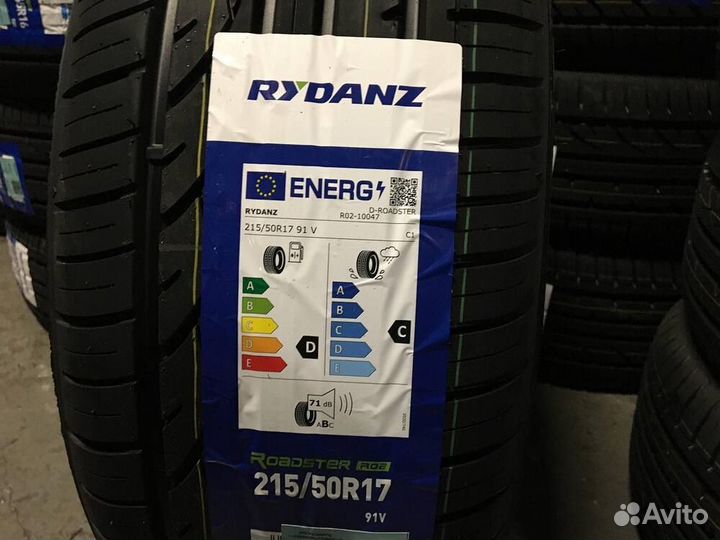 RYDANZ
ENERG
RYDANZ
D-ROADSTER
R02-10047
215/50R17 91 V
C1
A
B
C
D
E
D
A
B
C
D
E
C
71 dB
ABC
ROADSTER R02
215/50R17
91V
Avito